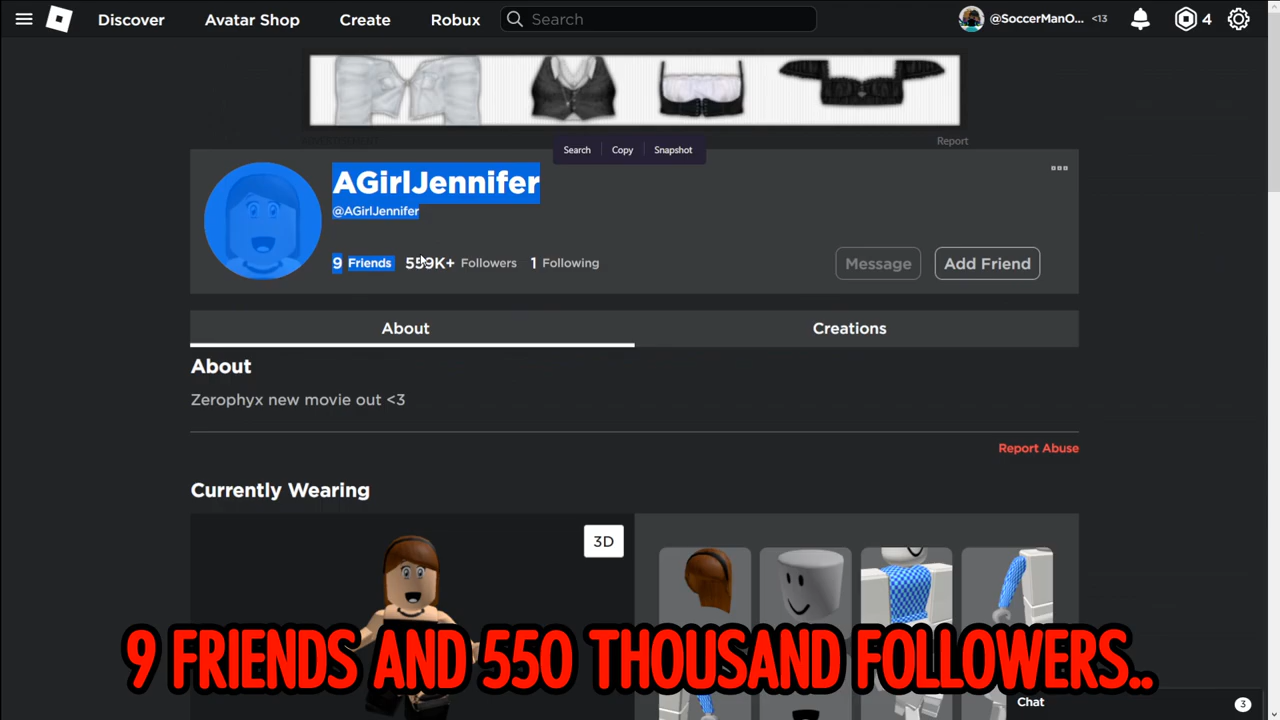 Discover Avatar Shop Create Robux Search @SoccerManO... <13 4
ADVERTISEMENT Report
Search Copy Snapshot
AGirlJennifer
@AGirlJennifer
9 Friends 559K+ Followers 1 Following Message Add Friend
About Creations
About
Zerophyx new movie out <3
Report Abuse
Currently Wearing
3D
9 FRIENDS AND 550 THOUSAND FOLLOWERS..
Chat 3